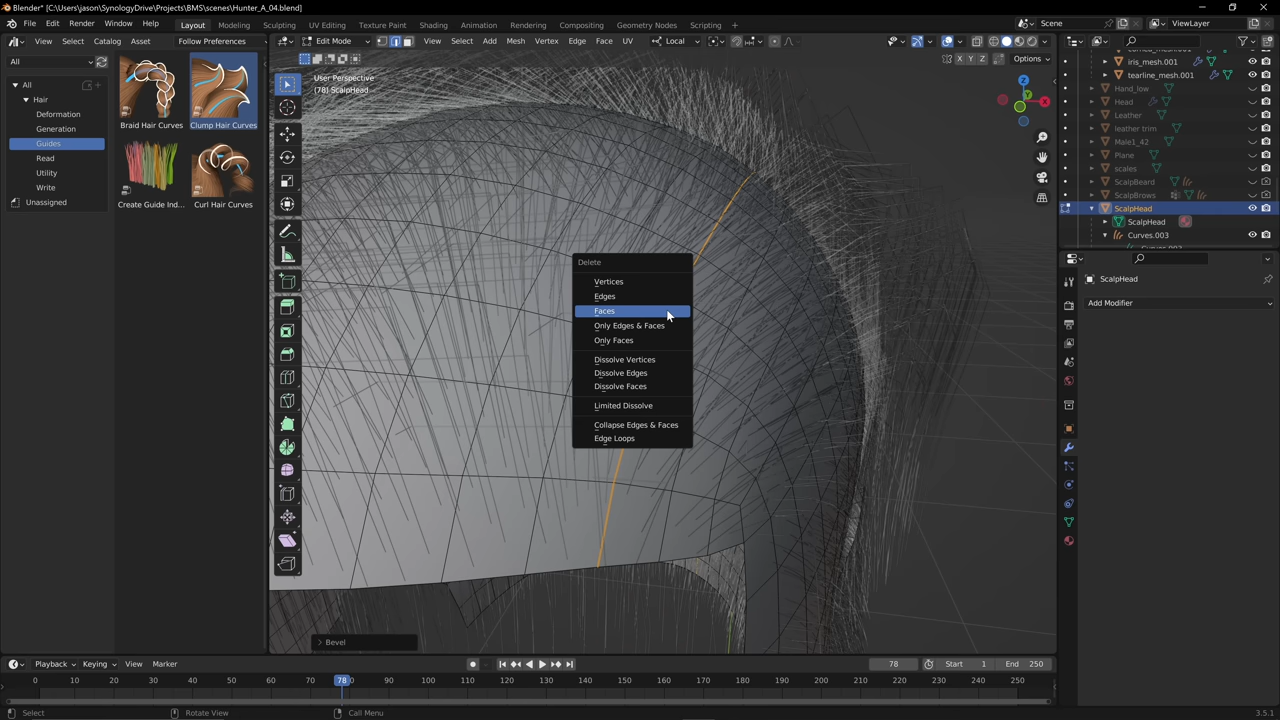 Blender* [C:\Users\jason\SynologyDrive\Projects\BMS\scenes\Hunter_A_04.blend]
File Edit Render Window Help Layout Modeling Sculpting UV Editing Texture Paint Shading Animation Rendering Compositing Geometry Nodes Scripting + Scene ViewLayer
View Select Catalog Asset Follow Preferences
Edit Mode View Select Add Mesh Vertex Edge Face UV Local
X Y Z Options
All
All
Hair
Deformation
Generation
Guides
Read
Utility
Write
Unassigned
Braid Hair Curves
Clump Hair Curves
Create Guide Ind...
Curl Hair Curves
User Perspective
(78) ScalpHead
Z
Y
X
Delete
Vertices
Edges
Faces
Only Edges & Faces
Only Faces
Dissolve Vertices
Dissolve Edges
Dissolve Faces
Limited Dissolve
Collapse Edges & Faces
Edge Loops
Bevel
iris_mesh.001
tearline_mesh.001
Hand_low
Head
Leather
leather trim
Male1_42
Plane
scales
ScalpBeard
ScalpBrows
ScalpHead
ScalpHead
Curves.003
ScalpHead
Add Modifier
Playback Keying View Marker 78 Start 1 End 250
0 10 20 30 40 50 60 70 78 80 90 100 110 120 130 140 150 160 170 180 190 200 210 220 230 240 250
Select Rotate View Call Menu 3.5.1